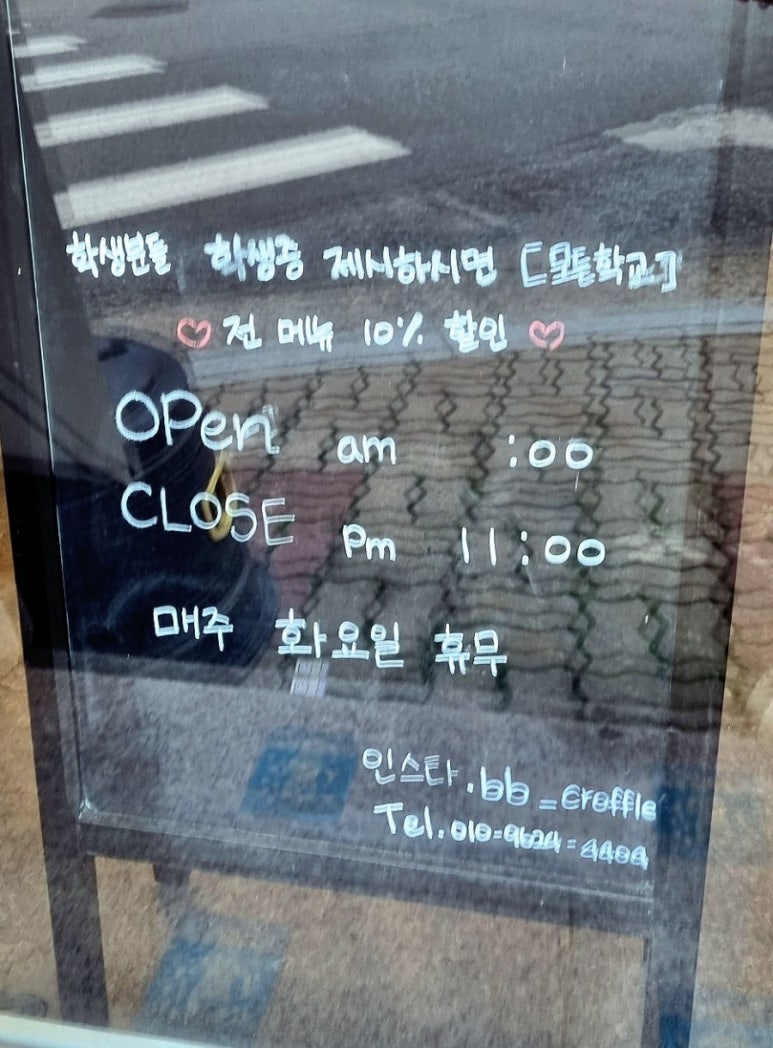 학생분들 학생증 제시하시면 [모든학교]
♡ 전 메뉴 10% 할인 ♡
OPen am :00
CLOSE Pm 11:00
매주 화요일 휴무
인스타.bb_croffle
Tel.010-9624-4404